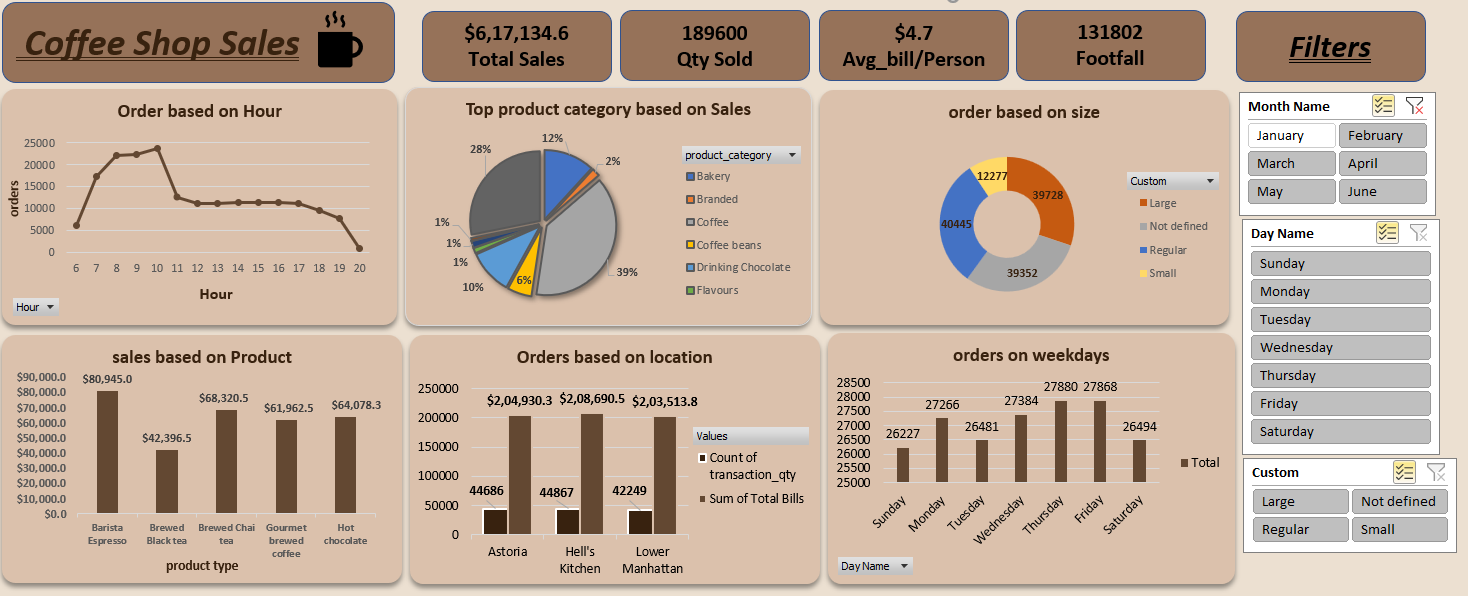 Coffee Shop Sales
$6,17,134.6
Total Sales
189600
Qty Sold
$4.7
Avg_bill/Person
131802
Footfall
Filters
Order based on Hour
25000
20000
15000
10000
5000
0
orders
6 7 8 9 10 11 12 13 14 15 16 17 18 19 20
Hour
Hour
Top product category based on Sales
28%
12%
2%
39%
6%
10%
1%
1%
1%
product_category
Bakery
Branded
Coffee
Coffee beans
Drinking Chocolate
Flavours
order based on size
12277
39728
40445
39352
Custom
Large
Not defined
Regular
Small
Month Name
January February
March April
May June
Day Name
Sunday
Monday
Tuesday
Wednesday
Thursday
Friday
Saturday
Custom
Large Not defined
Regular Small
sales based on Product
$90,000.0
$80,000.0
$70,000.0
$60,000.0
$50,000.0
$40,000.0
$30,000.0
$20,000.0
$10,000.0
$0.0
$80,945.0
$42,396.5
$68,320.5
$61,962.5
$64,078.3
Barista
Espresso
Brewed
Black tea
Brewed Chai
tea
Gourmet
brewed
coffee
Hot
chocolate
product type
Orders based on location
250000
200000
150000
100000
50000
0
$2,04,930.3
$2,08,690.5
$2,03,513.8
44686
44867
42249
Astoria
Hell's
Kitchen
Lower
Manhattan
Values
Count of
transaction_qty
Sum of Total Bills
orders on weekdays
28500
28000
27500
27000
26500
26000
25500
25000
26227
27266
26481
27384
27880
27868
26494
Sunday
Monday
Tuesday
Wednesday
Thursday
Friday
Saturday
Total
Day Name